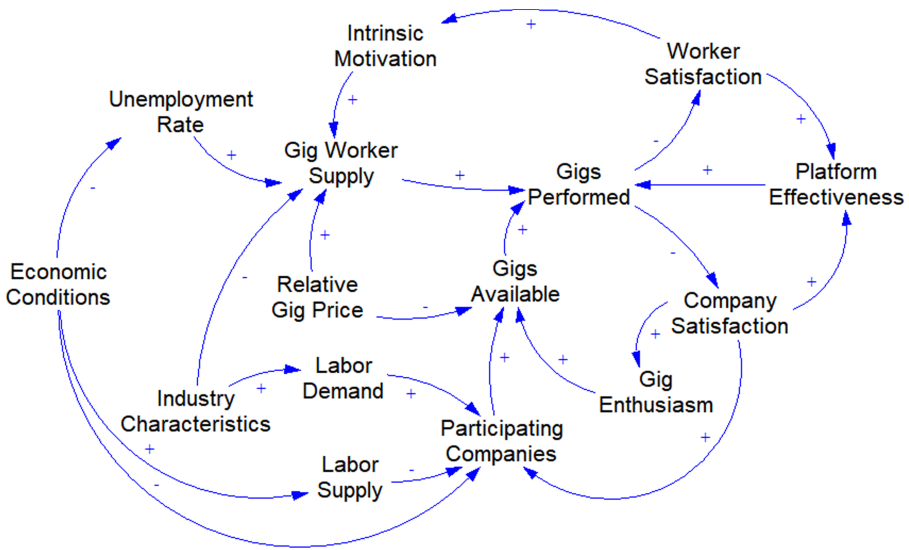 Intrinsic
Motivation
+
Worker
Satisfaction
Unemployment
Rate
+
+
Gig Worker
Supply
+
-
Gigs
Performed
+
Platform
Effectiveness
-
+
Economic
Conditions
-
Relative
Gig Price
+
-
Gigs
Available
+
-
Company
Satisfaction
+
+
Labor
Demand
+
+
+
+
Gig
Enthusiasm
Industry
Characteristics
Participating
Companies
+
+
Labor
Supply
-
-